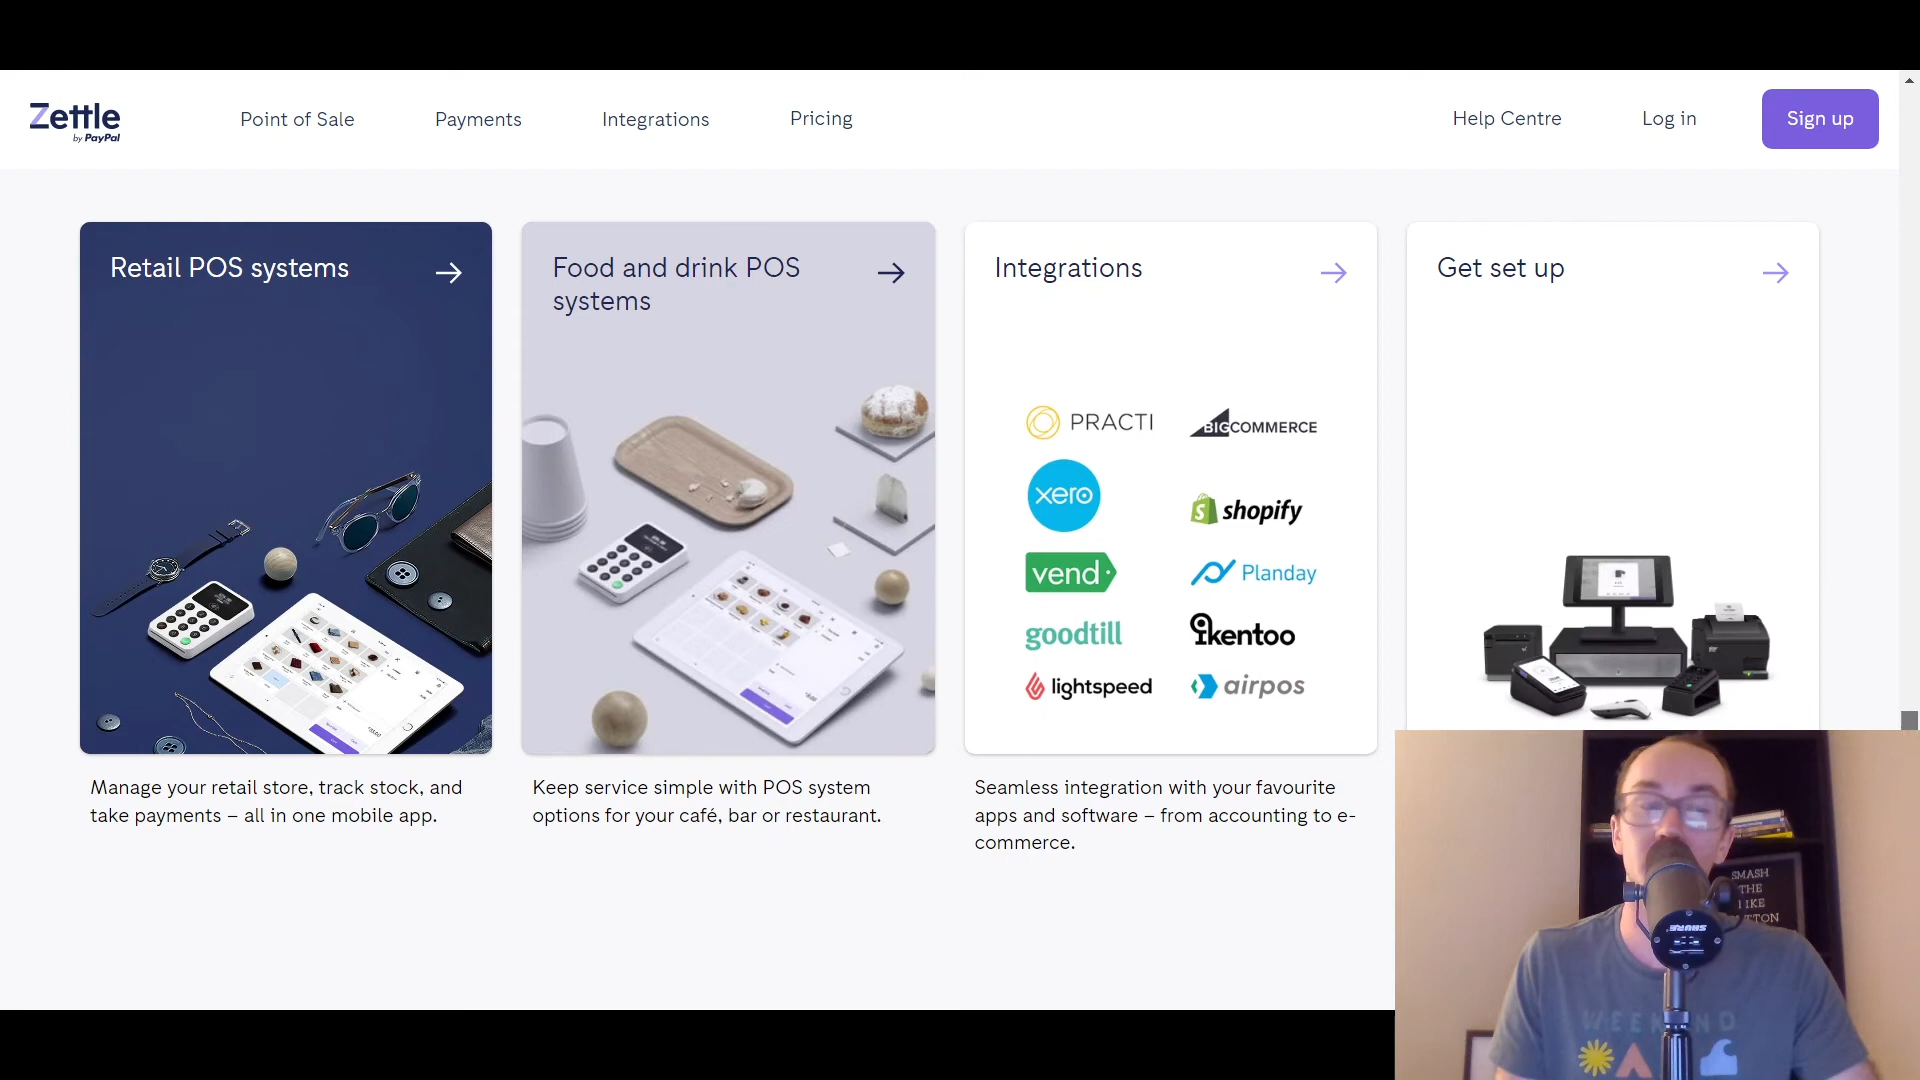 Zettle
by PayPal
Point of Sale
Payments
Integrations
Pricing
Help Centre
Log in
Sign up
Retail POS systems
Food and drink POS
systems
Integrations
Get set up
PRACTI
BIGCOMMERCE
xero
shopify
vend
Planday
goodtill
ikentoo
lightspeed
airpos
Manage your retail store, track stock, and
take payments – all in one mobile app.
Keep service simple with POS system
options for your café, bar or restaurant.
Seamless integration with your favourite
apps and software – from accounting to e-
commerce.
SMASH
THE
LIKE
SHURE